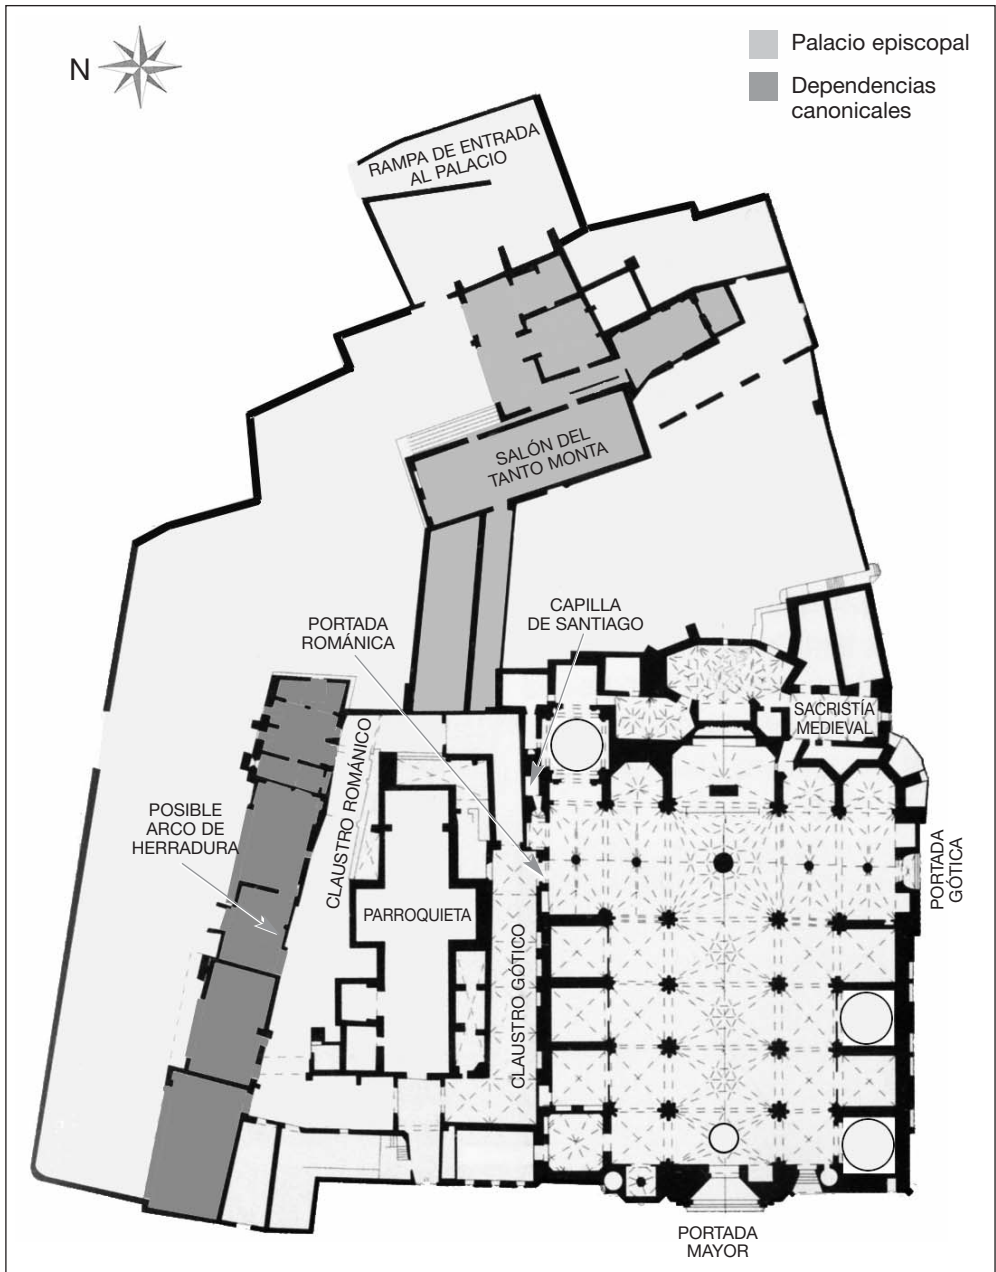 N
Palacio episcopal
Dependencias
canonicales
RAMPA DE ENTRADA
AL PALACIO
SALÓN DEL
TANTO MONTA
CAPILLA
DE SANTIAGO
PORTADA
ROMÁNICA
SACRISTÍA
MEDIEVAL
CLAUSTRO ROMÁNICO
POSIBLE
ARCO DE
HERRADURA
PORTADA
GÓTICA
PARROQUIETA
CLAUSTRO GÓTICO
PORTADA
MAYOR